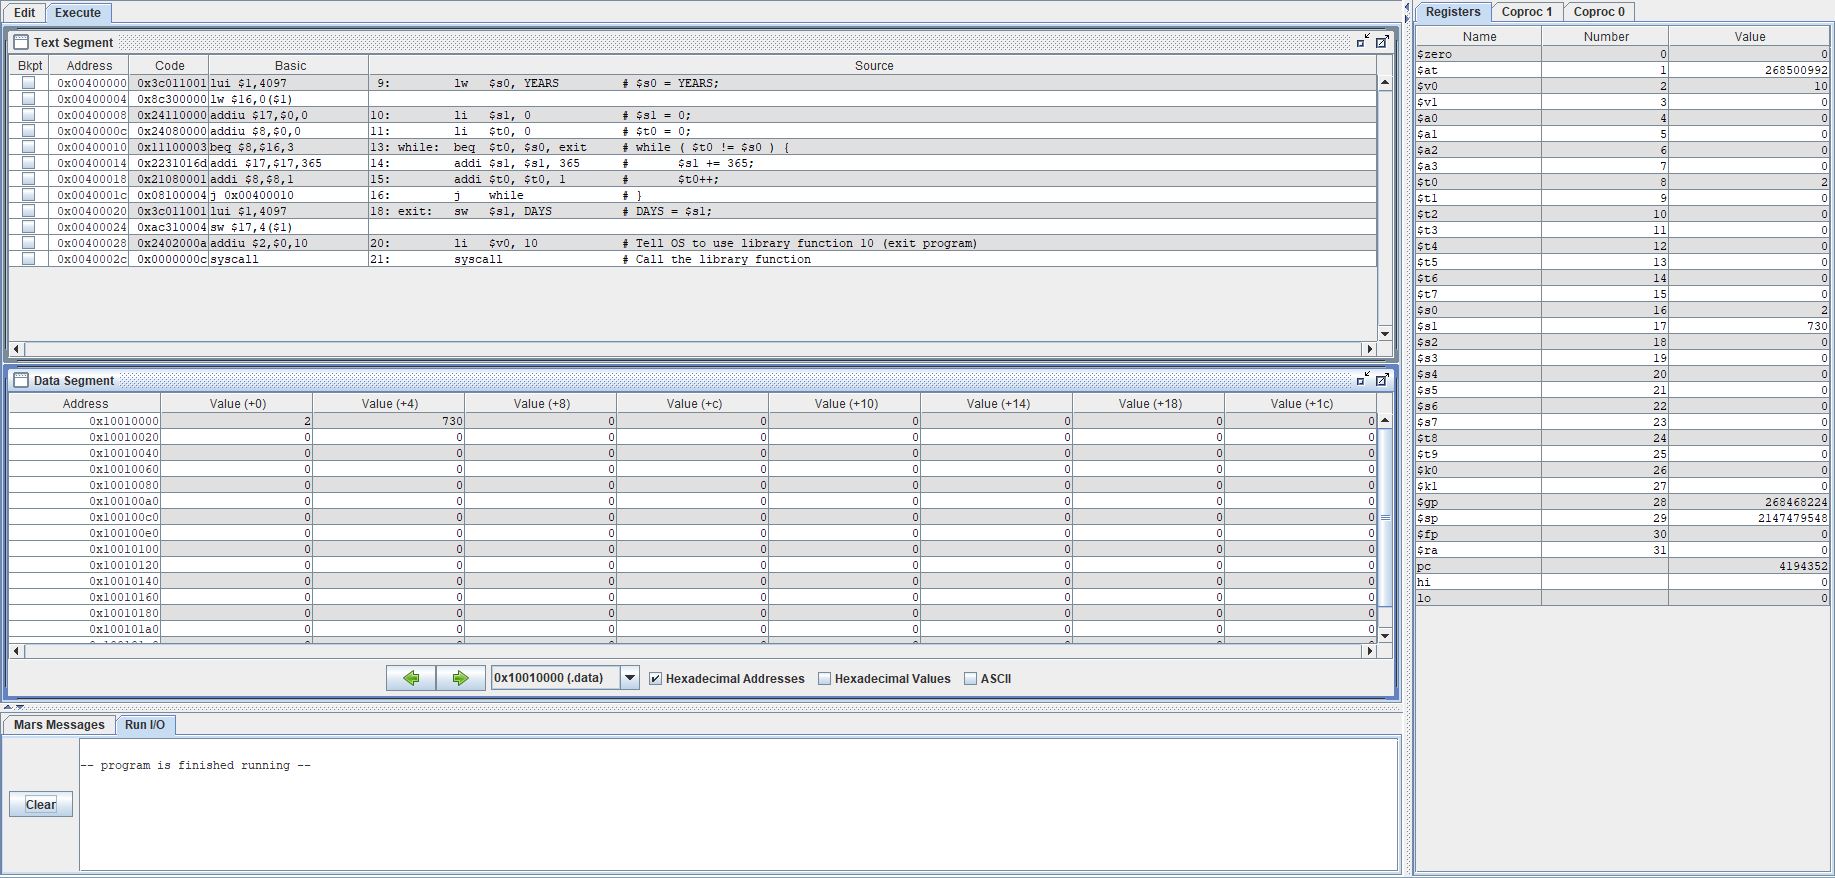 Edit Execute
Text Segment
Bkpt Address Code Basic Source
0x00400000 0x3c011001 lui $1,4097 9: lw $s0, YEARS # $s0 = YEARS;
0x00400004 0x8c300000 lw $16,0($1)
0x00400008 0x24110000 addiu $17,$0,0 10: li $s1, 0 # $s1 = 0;
0x0040000c 0x24080000 addiu $8,$0,0 11: li $t0, 0 # $t0 = 0;
0x00400010 0x11100003 beq $8,$16,3 13: while: beq $t0, $s0, exit # while ( $t0 != $s0 ) {
0x00400014 0x2231016d addi $17,$17,365 14: addi $s1, $s1, 365 # $s1 += 365;
0x00400018 0x21080001 addi $8,$8,1 15: addi $t0, $t0, 1 # $t0++;
0x0040001c 0x08100004 j 0x00400010 16: j while # }
0x00400020 0x3c011001 lui $1,4097 18: exit: sw $s1, DAYS # DAYS = $s1;
0x00400024 0xac310004 sw $17,4($1)
0x00400028 0x2402000a addiu $2,$0,10 20: li $v0, 10 # Tell OS to use library function 10 (exit program)
0x0040002c 0x0000000c syscall 21: syscall # Call the library function
Data Segment
Address Value (+0) Value (+4) Value (+8) Value (+c) Value (+10) Value (+14) Value (+18) Value (+1c)
0x10010000 2 730 0 0 0 0 0 0
0x10010020 0 0 0 0 0 0 0 0
0x10010040 0 0 0 0 0 0 0 0
0x10010060 0 0 0 0 0 0 0 0
0x10010080 0 0 0 0 0 0 0 0
0x100100a0 0 0 0 0 0 0 0 0
0x100100c0 0 0 0 0 0 0 0 0
0x100100e0 0 0 0 0 0 0 0 0
0x10010100 0 0 0 0 0 0 0 0
0x10010120 0 0 0 0 0 0 0 0
0x10010140 0 0 0 0 0 0 0 0
0x10010160 0 0 0 0 0 0 0 0
0x10010180 0 0 0 0 0 0 0 0
0x100101a0 0 0 0 0 0 0 0 0
0x10010000 (.data) Hexadecimal Addresses Hexadecimal Values ASCII
Mars Messages Run I/O
-- program is finished running --
Clear
Registers Coproc 1 Coproc 0
Name Number Value
$zero 0 0
$at 1 268500992
$v0 2 10
$v1 3 0
$a0 4 0
$a1 5 0
$a2 6 0
$a3 7 0
$t0 8 2
$t1 9 0
$t2 10 0
$t3 11 0
$t4 12 0
$t5 13 0
$t6 14 0
$t7 15 0
$s0 16 2
$s1 17 730
$s2 18 0
$s3 19 0
$s4 20 0
$s5 21 0
$s6 22 0
$s7 23 0
$t8 24 0
$t9 25 0
$k0 26 0
$k1 27 0
$gp 28 268468224
$sp 29 2147479548
$fp 30 0
$ra 31 0
pc 4194352
hi 0
lo 0